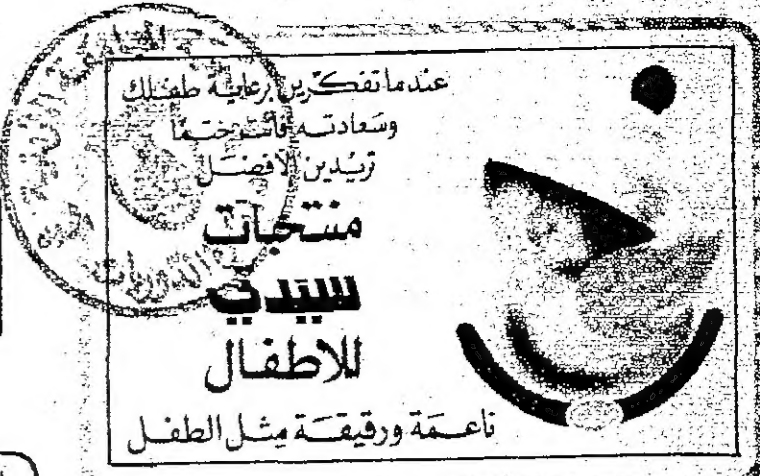 عندما تفكرين برعاية طفلك
وسعادته فأنت حتما
تريدين الأفضل
منتجات
سيدي
للاطفال
ناعمة ورقيقة مثل الطفل